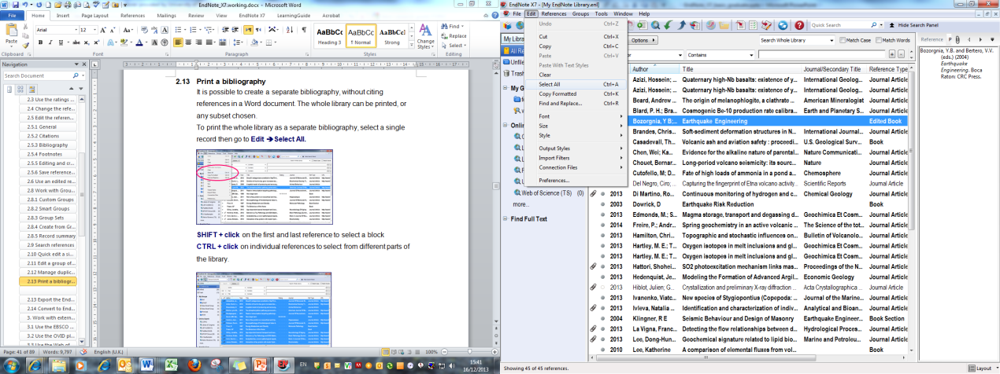 EndNote_X7.working.docx - Microsoft Word
File Home Insert Page Layout References Mailings Review View EndNote X7 LearningGuide Acrobat
Arial 12
Paste
Clipboard Font Paragraph Styles Editing
AaBbCc AaBbCc AaBbCcI
Heading 3 ¶ Normal Strong
Change Styles
Find
Replace
Select
Navigation
Search Document
2.3 Use the ratings ...
2.4 Change the refe...
2.5 Edit the referen...
2.5.1 General
2.5.2 Citations
2.5.3 Bibliography
2.5.4 Footnotes
2.5.5 Editing and cr...
2.5.6 Save reference...
2.6 Use an edited re...
2.8 Work with Grou...
2.8.1 Custom Groups
2.8.2 Smart Groups
2.8.3 Group Sets
2.8.4 Create from Gr...
2.8.5 Record summary
2.9 Search references
2.10 Quick edit a si...
2.11 Edit a group of...
2.12 Manage duplic...
2.13 Print a bibliogr...
2.13 Export the End...
2.14 Convert to End...
3. Work with extern...
3.1 Use the EBSCO ...
3.2 Use the OVID pl...
3.3 Use the Web of ...
2.13 Print a bibliography
It is possible to create a separate bibliography, without citing
references in a Word document. The whole library can be printed, or
any subset chosen.
To print the whole library as a separate bibliography, select a single
record then go to Edit ➔Select All.
SHIFT + click on the first and last reference to select a block
CTRL + click on individual references to select from different parts of
the library.
Page: 41 of 89 Words: 9,797 English (U.K.) 100%
EN 15:41
16/12/2013
EndNote X7 - [My EndNote Library.enl]
File Edit References Groups Tools Window Help
Quick Search Hide Search Panel
Undo Ctrl+Z
Cut Ctrl+X
Copy Ctrl+C
Paste Ctrl+V
Paste With Text Styles
Clear
Select All Ctrl+A
Copy Formatted Ctrl+K
Find and Replace... Ctrl+R
Font
Size
Style
Output Styles
Import Filters
Connection Files
Preferences...
My Libra
All Re
Unfile
Trash
My G
Online
Web of Science (TS) (0)
more...
Find Full Text
Options Search Whole Library Match Case Match Words
Contains
Author Title Journal/Secondary Title Reference Type
Azizi, Hossein; ... Quaternary high-Nb basalts: existence of y... International Geolog... Journal Article
Azizi, Hossein; ... Quaternary high-Nb basalts: existence of y... International Geolog... Journal Article
Beard, Andrew ... The origin of melanophlogite, a clathrate ... American Mineralogist Journal Article
Blard, P. H.; Bra... Cosmogenic Be-10 production rate calibra... Earth and Planetary S... Journal Article
Bozorgnia, Y B;... Earthquake Engineering Edited Book
Brandes, Chris... Soft-sediment deformation structures in th... International Journal... Journal Article
Casadevall, Th... Volcanic ash and aviation safety : proceedi... U.S. Geological Surv... Book
Chen, Wei; Ka... Evidence for the alkaline nature of parental... Nature Communicati... Journal Article
Chouet, Bernar... Long-period volcano seismicity: its sourc... Nature Journal Article
Cutofello, M; D... Fate of high loads of ammonia in a pond a... Chemosphere Journal Article
Del Negro, Ciro; ... Capturing the fingerprint of Etna volcano activity... Scientific Reports Journal Article
2013 Di Martino, Ro... Continuous monitoring of hydrogen and c... Chemical Geology Journal Article
2003 Dowrick, D Earthquake Risk Reduction Book
2013 Edmonds, M.; S... Magma storage, transport and degassing d... Geochimica Et Cosm... Journal Article
2014 Freire, P.; Andr... Spring geochemistry in an active volcanic ... The Science of the tot... Journal Article
2013 Hamilton, Chri... Topographic and stochastic influences on... Bulletin of Volcanolo... Journal Article
2013 Hartley, M. E.; T... Oxygen isotopes in melt inclusions and gl... Geochimica Et Cosm... Journal Article
2013 Hartley, M. E.; T... Oxygen isotopes in melt inclusions and gl... Geochimica Et Cosm... Journal Article
2013 Hattori, Shohei... SO2 photoexcitation mechanism links mas... Proceedings of the N... Journal Article
2013 Hedenquist, Je... Modeling the Formation of Advanced Argil... Economic Geology Journal Article
2013 Hiblot, Julien; G... Crystallization and preliminary X-ray diffraction ... Acta Crystallographica ... Journal Article
2013 Ivanenko, Viatc... New species of Stygiopontius (Copepoda: ... Journal of the Marine... Journal Article
2013 Ivleva, Natalia ... Identification and characterization of indiv... Analytical and Bioan... Journal Article
2004 Klingner, R E Seismic Behaviour and Design of Masonry Earthquake Engineer... Book Section
2013 La Vigna, Franc... Detecting the flow relationships between d... Hydrological Proces... Journal Article
2013 Lee, Dong-Hun... Geochemical signature related to lipid bio... Marine and Petroleu... Journal Article
2010 Lee, Katherine A comparison of elemental fluxes from vol... Book
Reference P
Bozorgnia, Y.B. and Bertero, V.V.
(eds.) (2004)
Earthquake
Engineering. Boca
Raton: CRC Press.
Showing 45 of 45 references. Layout